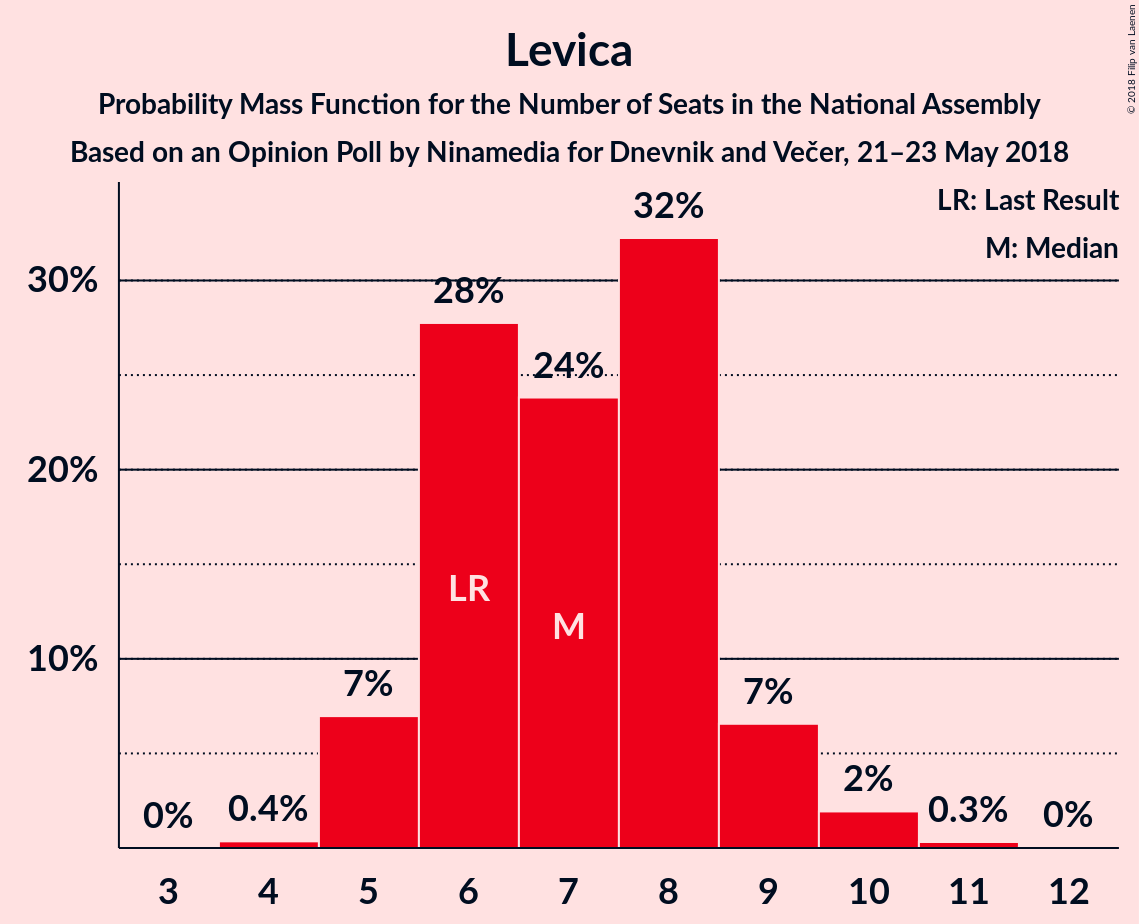 Levica
Probability Mass Function for the Number of Seats in the National Assembly
Based on an Opinion Poll by Ninamedia for Dnevnik and Večer, 21–23 May 2018
© 2018 Filip van Laenen
LR: Last Result
M: Median
30%
20%
10%
0%
0.4%
7%
28%
24%
32%
7%
2%
0.3%
0%
LR
M
3 4 5 6 7 8 9 10 11 12